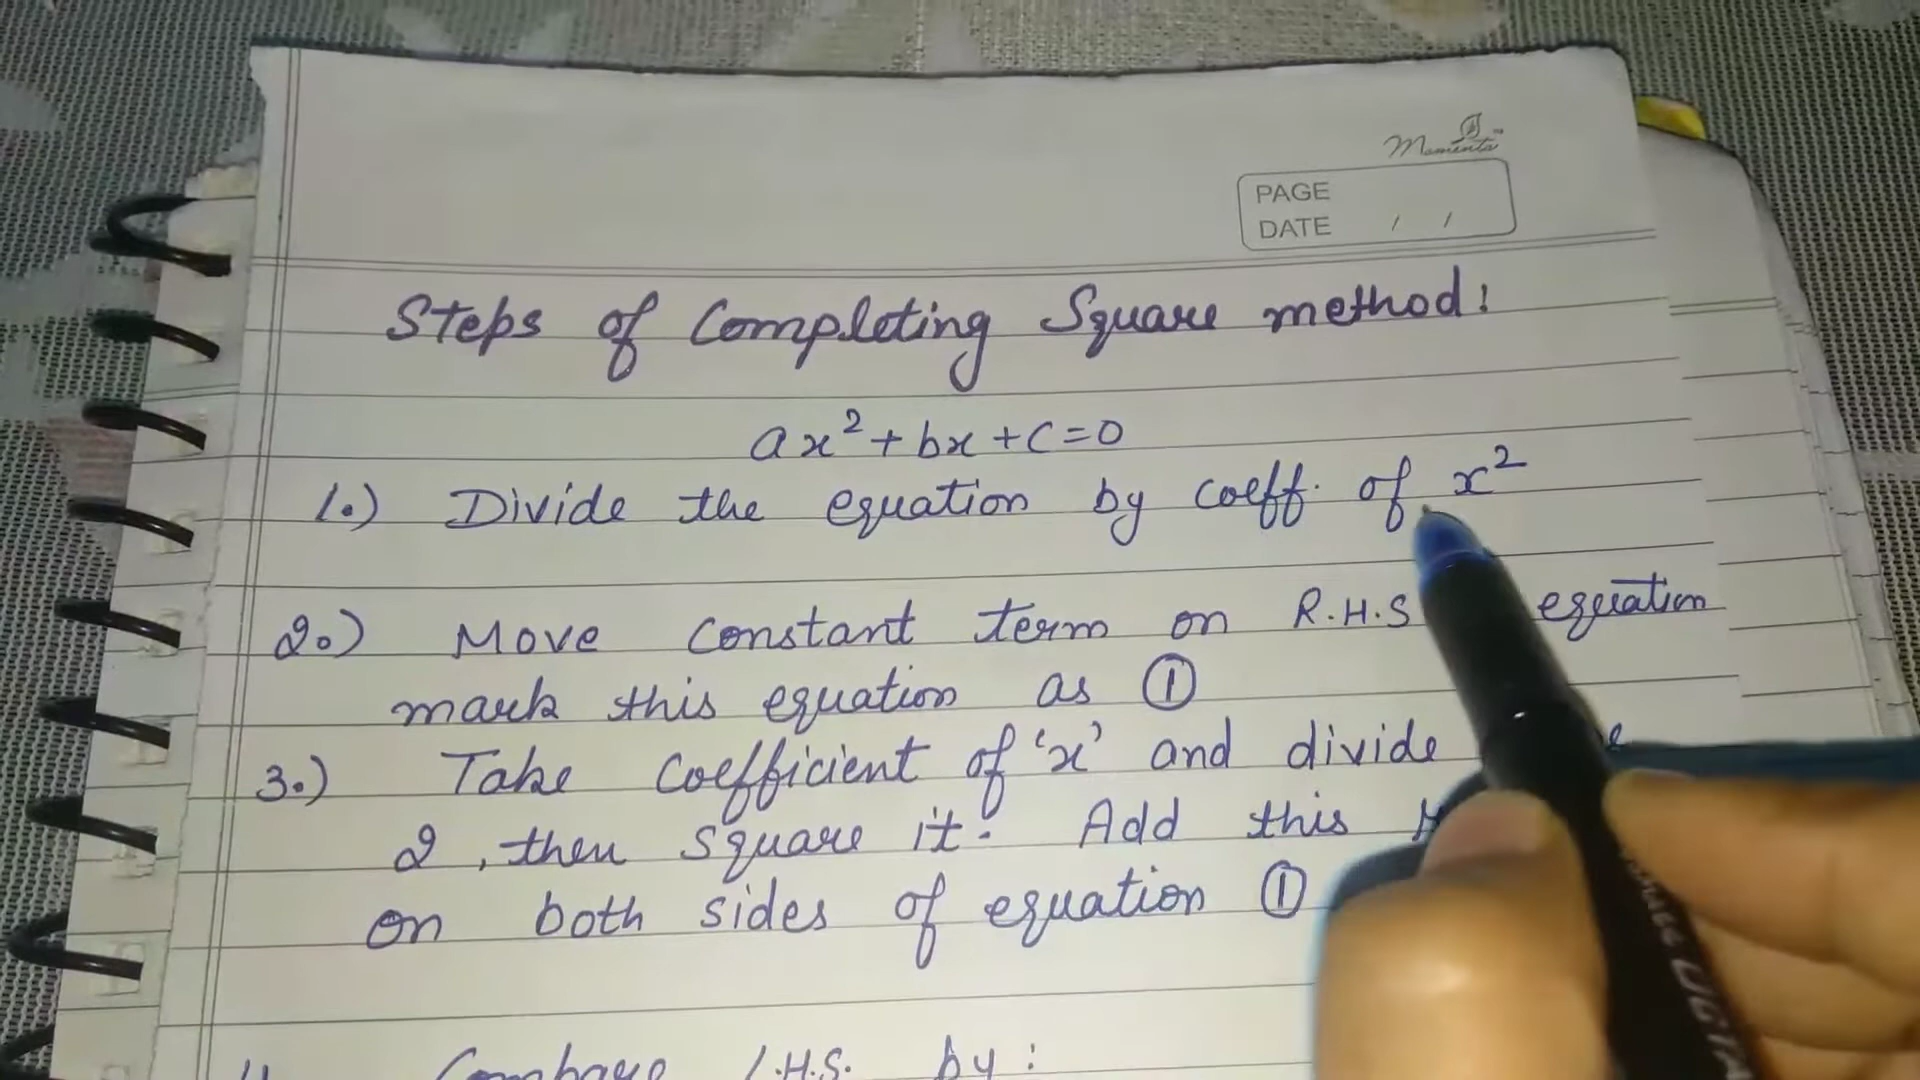 Momenta
PAGE
DATE / /
Steps of Completing Square method:
ax²+bx+c=0
1.) Divide the equation by coeff. of x²
2.) Move constant term on R.H.S equation
mark this equation as ①
3.) Take coefficient of 'x' and divide
2, then square it. Add this
on both sides of equation ①
Compare L.H.S. by: